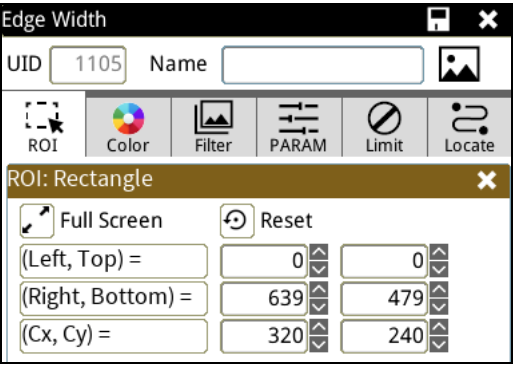 Edge Width
UID 1105 Name
ROI Color Filter PARAM Limit Locate
ROI: Rectangle
Full Screen Reset
(Left, Top) = 0 0
(Right, Bottom) = 639 479
(Cx, Cy) = 320 240